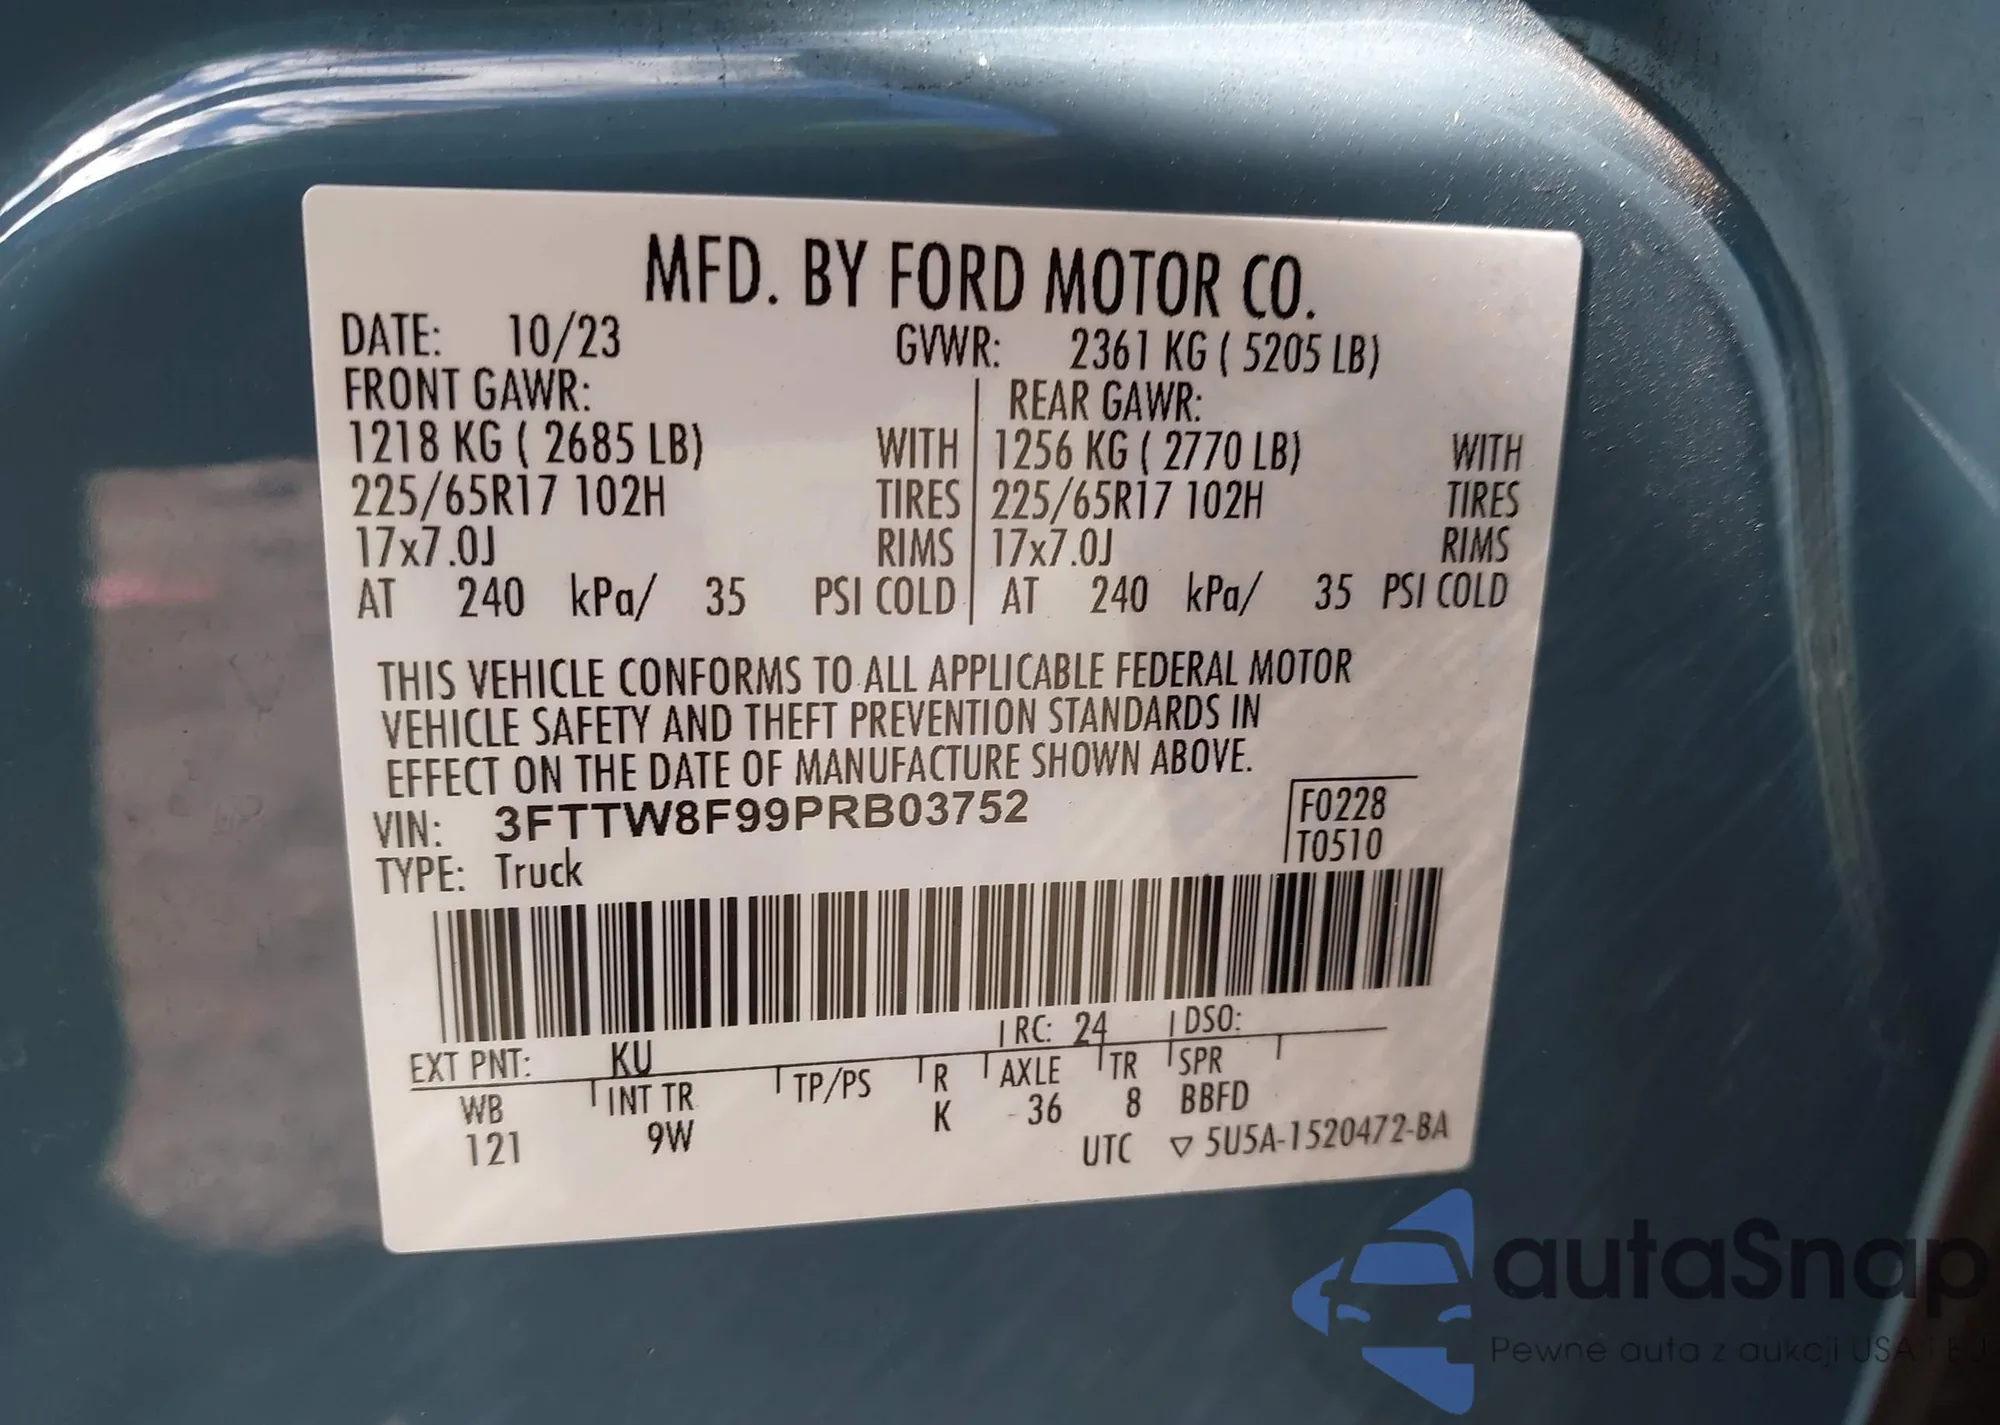 MFD. BY FORD MOTOR CO.
DATE: 10/23 GVWR: 2361 KG ( 5205 LB)
FRONT GAWR: REAR GAWR:
1218 KG ( 2685 LB) WITH 1256 KG ( 2770 LB) WITH
225/65R17 102H TIRES 225/65R17 102H TIRES
17x7.0J RIMS 17x7.0J RIMS
AT 240 kPa/ 35 PSI COLD AT 240 kPa/ 35 PSI COLD
THIS VEHICLE CONFORMS TO ALL APPLICABLE FEDERAL MOTOR
VEHICLE SAFETY AND THEFT PREVENTION STANDARDS IN
EFFECT ON THE DATE OF MANUFACTURE SHOWN ABOVE.
VIN: 3FTTW8F99PRB03752 F0228
TYPE: Truck T0510
EXT PNT: KU RC: 24 DSO:
WB INT TR TP/PS R AXLE TR SPR
121 9W K 36 8 BBFD
UTC ▽ 5U5A-1520472-BA
autaSnap
Pewne auta z aukcji USA i EU